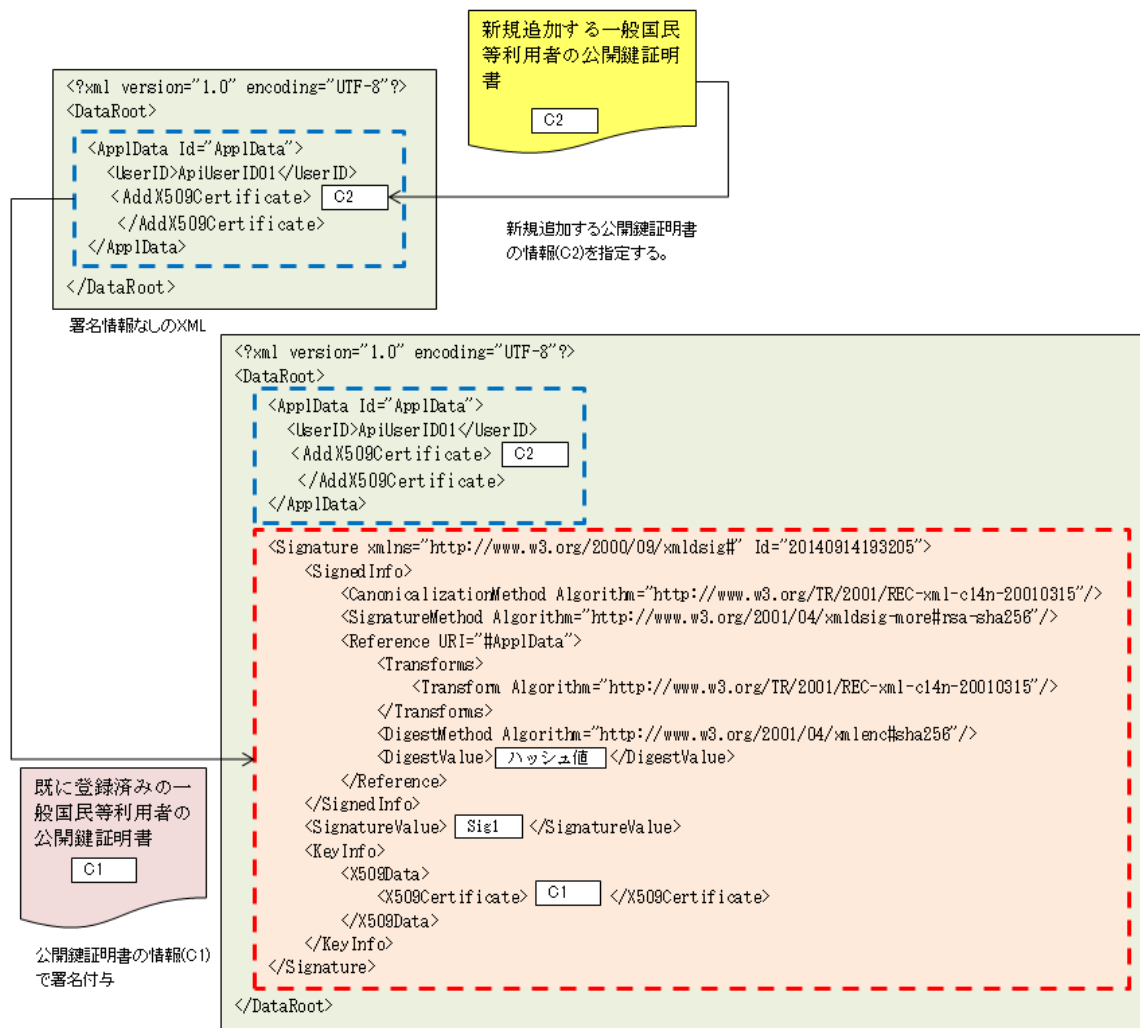 新規追加する一般国民
等利用者の公開鍵証明
書
C2
<?xml version="1.0" encoding="UTF-8"?>
<DataRoot>
<ApplData Id="ApplData">
<UserID>ApiUserID01</UserID>
<AddX509Certificate> C2
</AddX509Certificate>
</ApplData>
</DataRoot>
新規追加する公開鍵証明書
の情報(C2)を指定する。
署名情報なしのXML
<?xml version="1.0" encoding="UTF-8"?>
<DataRoot>
<ApplData Id="ApplData">
<UserID>ApiUserID01</UserID>
<AddX509Certificate> C2
</AddX509Certificate>
</ApplData>
<Signature xmlns="http://www.w3.org/2000/09/xmldsig#" Id="20140914193205">
<SignedInfo>
<CanonicalizationMethod Algorithm="http://www.w3.org/TR/2001/REC-xml-c14n-20010315"/>
<SignatureMethod Algorithm="http://www.w3.org/2001/04/xmldsig-more#rsa-sha256"/>
<Reference URI="#ApplData">
<Transforms>
<Transform Algorithm="http://www.w3.org/TR/2001/REC-xml-c14n-20010315"/>
</Transforms>
<DigestMethod Algorithm="http://www.w3.org/2001/04/xmlenc#sha256"/>
<DigestValue> ハッシュ値 </DigestValue>
</Reference>
</SignedInfo>
<SignatureValue> Sig1 </SignatureValue>
<KeyInfo>
<X509Data>
<X509Certificate> C1 </X509Certificate>
</X509Data>
</KeyInfo>
</Signature>
</DataRoot>
既に登録済みの一
般国民等利用者の
公開鍵証明書
C1
公開鍵証明書の情報(C1)
で署名付与